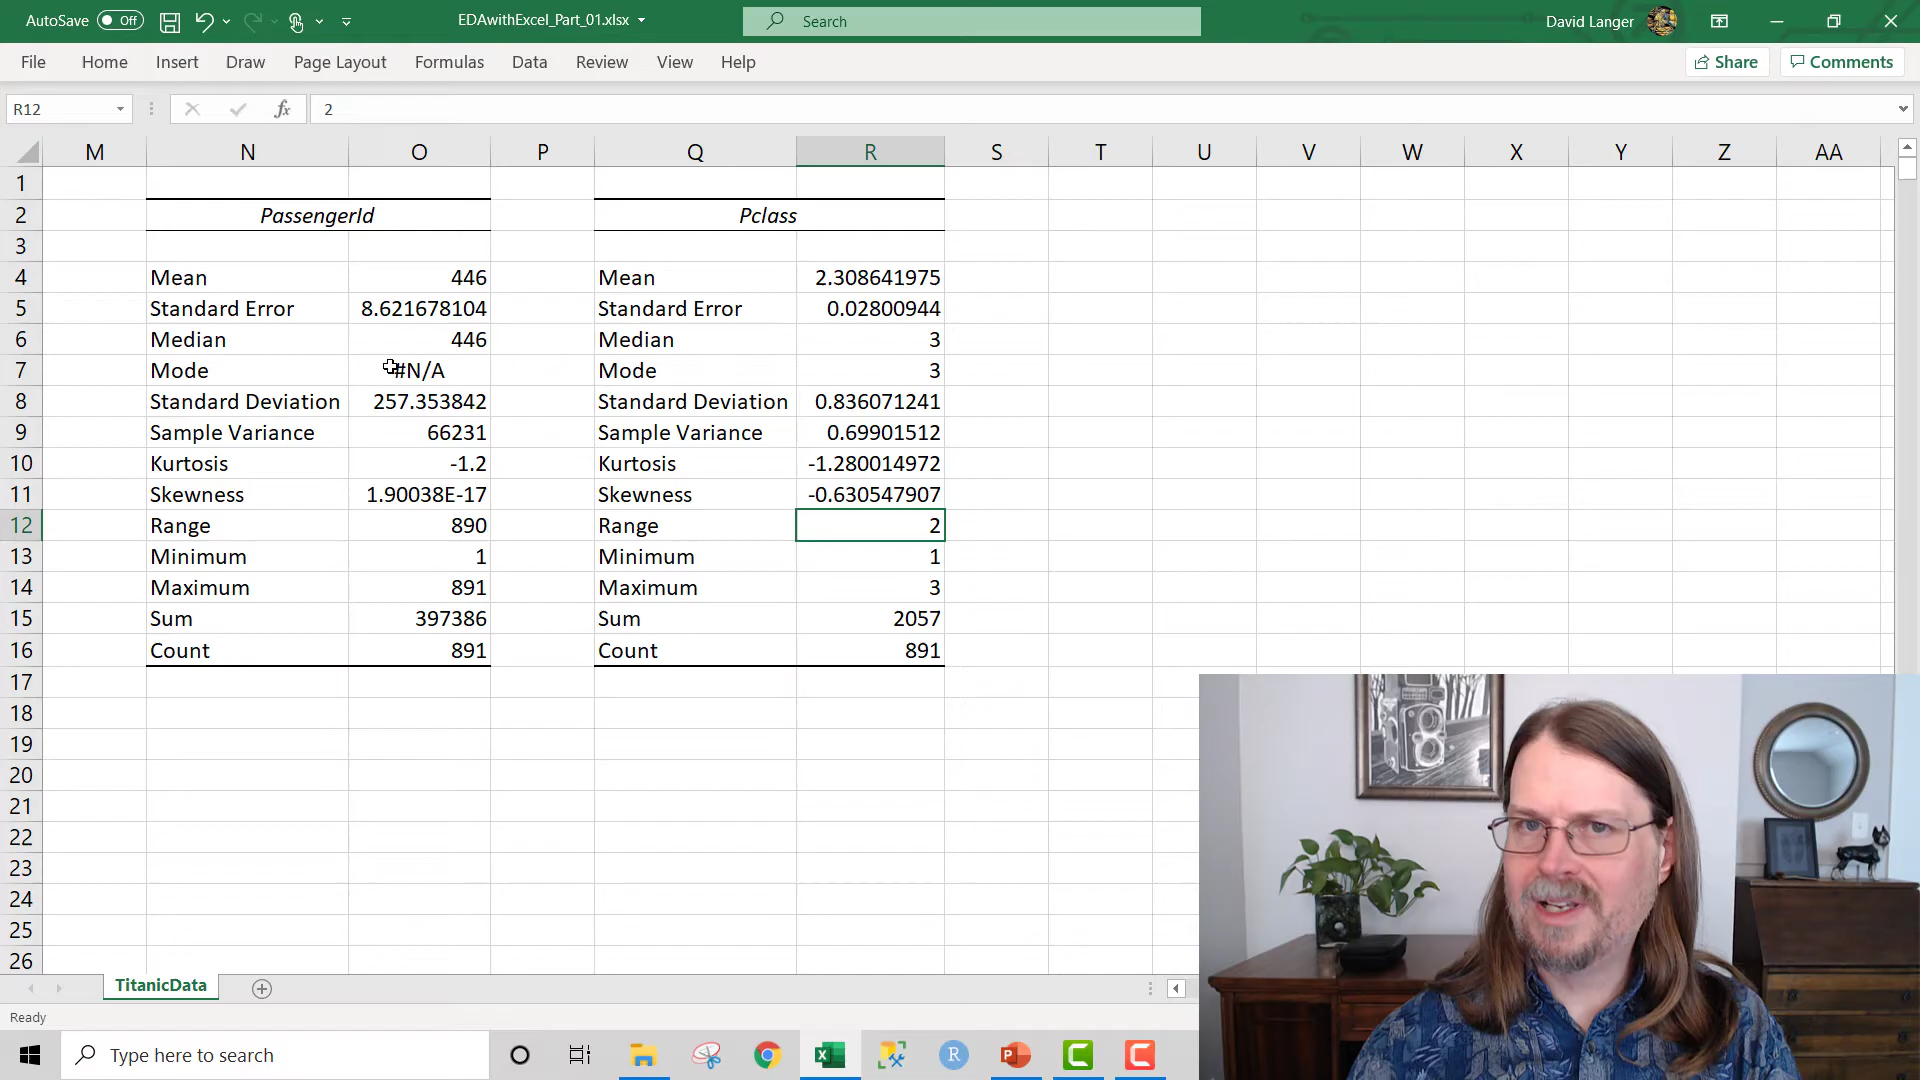 AutoSave Off EDAwithExcel_Part_01.xlsx Search David Langer
File Home Insert Draw Page Layout Formulas Data Review View Help Share Comments
R12 fx 2
M N O P Q R S T U V W X Y Z AA
1
2 PassengerId Pclass
3
4 Mean 446 Mean 2.308641975
5 Standard Error 8.621678104 Standard Error 0.02800944
6 Median 446 Median 3
7 Mode #N/A Mode 3
8 Standard Deviation 257.353842 Standard Deviation 0.836071241
9 Sample Variance 66231 Sample Variance 0.69901512
10 Kurtosis -1.2 Kurtosis -1.280014972
11 Skewness 1.90038E-17 Skewness -0.630547907
12 Range 890 Range 2
13 Minimum 1 Minimum 1
14 Maximum 891 Maximum 3
15 Sum 397386 Sum 2057
16 Count 891 Count 891
17
18
19
20
21
22
23
24
25
26
TitanicData
Ready
Type here to search